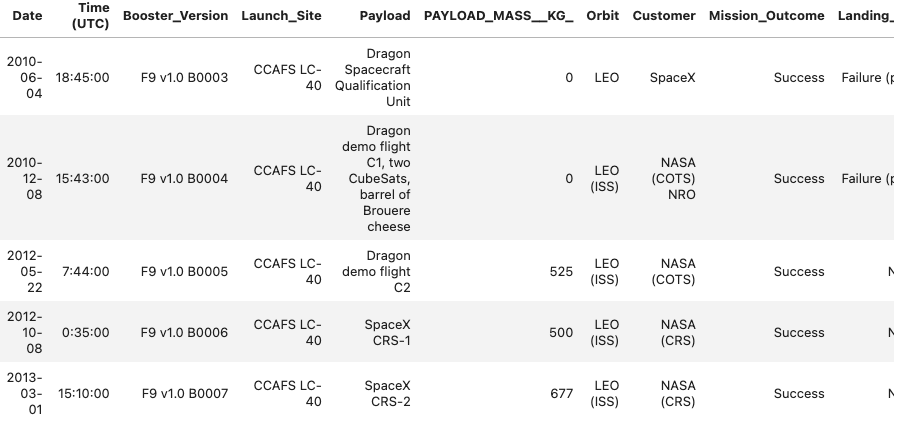 Date Time (UTC) Booster_Version Launch_Site Payload PAYLOAD_MASS__KG_ Orbit Customer Mission_Outcome Landing_
2010-06-04 18:45:00 F9 v1.0 B0003 CCAFS LC-40 Dragon Spacecraft Qualification Unit 0 LEO SpaceX Success Failure (p
2010-12-08 15:43:00 F9 v1.0 B0004 CCAFS LC-40 Dragon demo flight C1, two CubeSats, barrel of Brouere cheese 0 LEO (ISS) NASA (COTS) NRO Success Failure (p
2012-05-22 7:44:00 F9 v1.0 B0005 CCAFS LC-40 Dragon demo flight C2 525 LEO (ISS) NASA (COTS) Success N
2012-10-08 0:35:00 F9 v1.0 B0006 CCAFS LC-40 SpaceX CRS-1 500 LEO (ISS) NASA (CRS) Success N
2013-03-01 15:10:00 F9 v1.0 B0007 CCAFS LC-40 SpaceX CRS-2 677 LEO (ISS) NASA (CRS) Success N